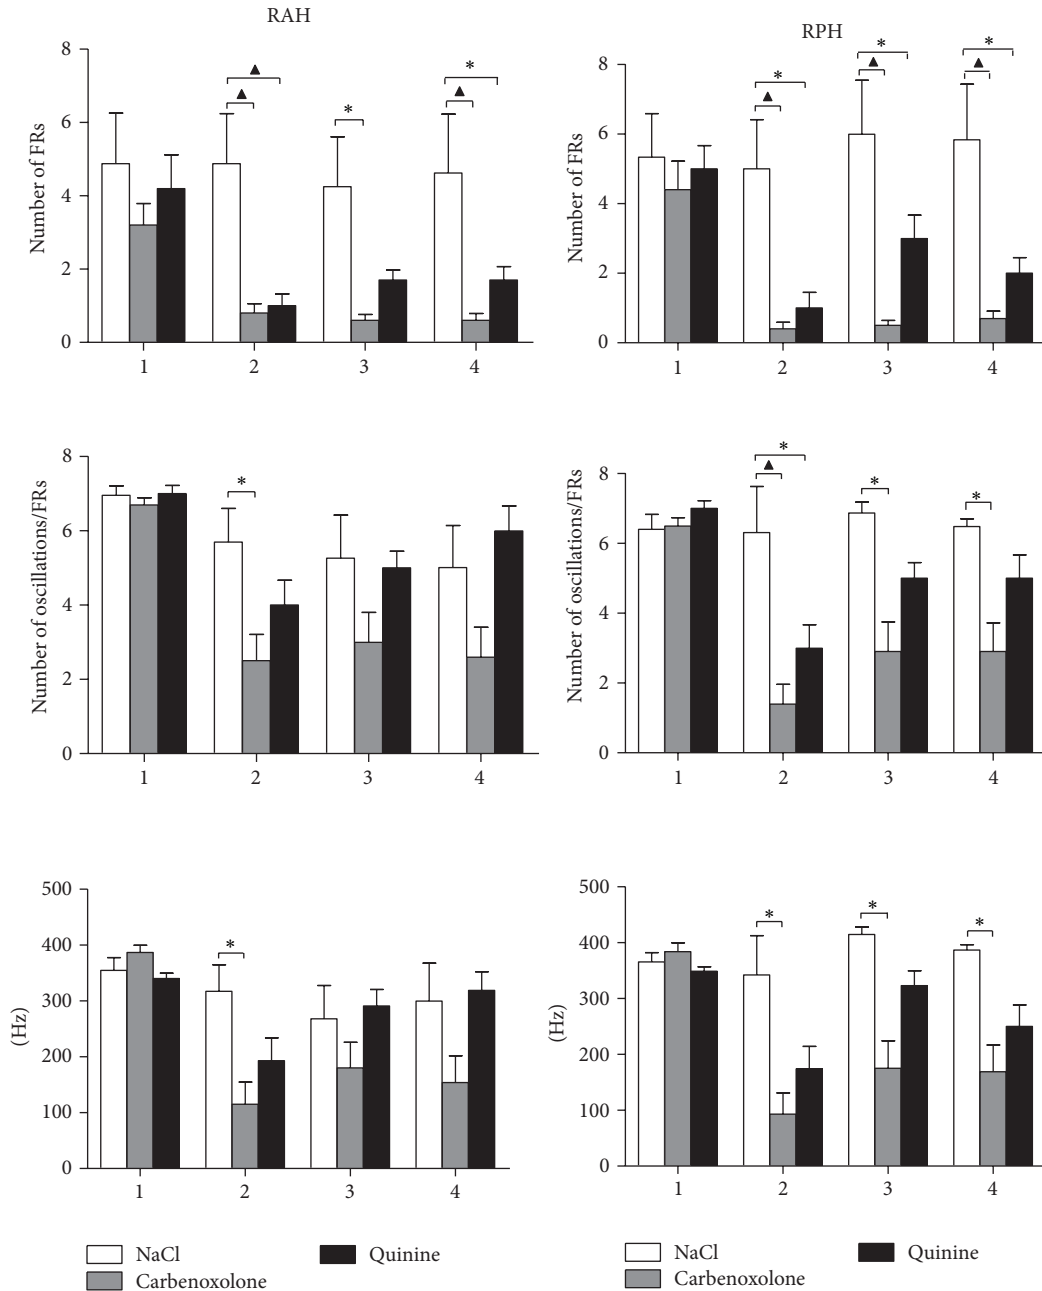 RAH
8
6
4
2
0
Number of FRs
▲
▲
*
*
▲
1 2 3 4
RPH
8
6
4
2
0
Number of FRs
*
▲
*
▲
*
▲
1 2 3 4
8
6
4
2
0
Number of oscillations/FRs
*
1 2 3 4
8
6
4
2
0
Number of oscillations/FRs
*
▲
*
*
1 2 3 4
500
400
300
200
100
0
(Hz)
*
1 2 3 4
500
400
300
200
100
0
(Hz)
*
*
*
1 2 3 4
NaCl Quinine
Carbenoxolone
NaCl Quinine
Carbenoxolone